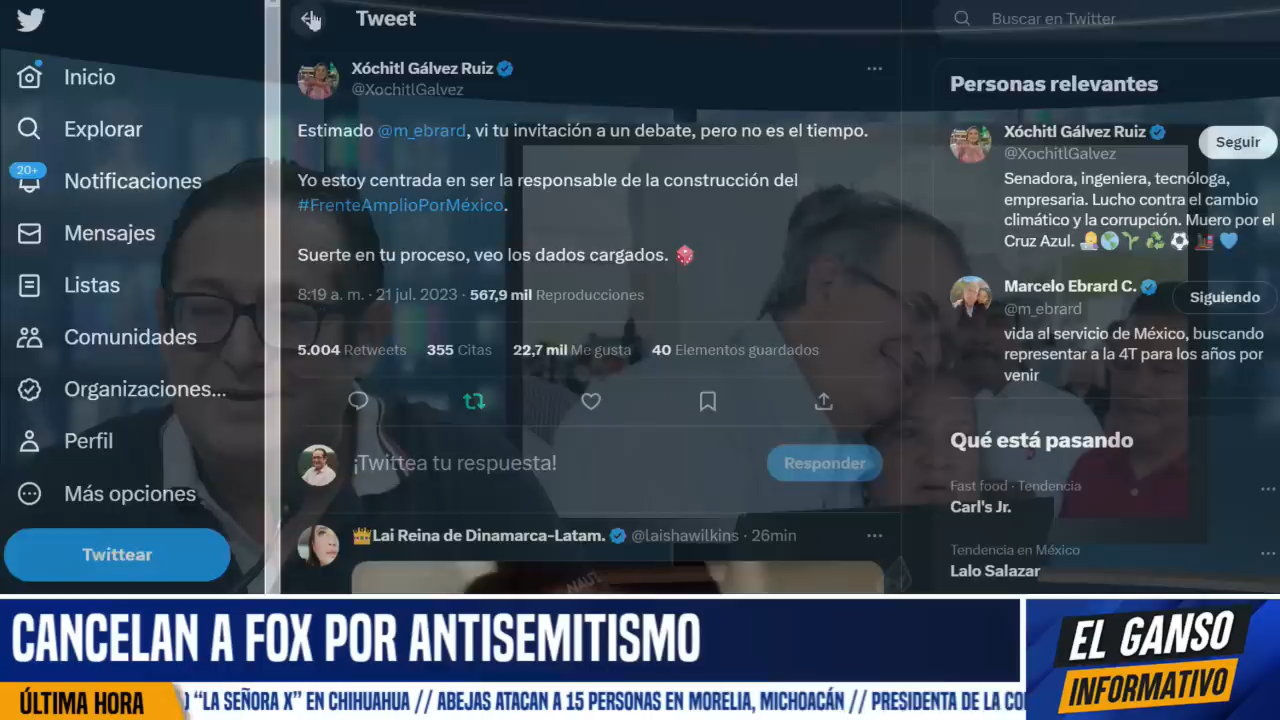 Tweet
Buscar en Twitter
Inicio
Explorar
20+
Notificaciones
Mensajes
Listas
Comunidades
Organizaciones...
Perfil
Más opciones
Twittear
Xóchitl Gálvez Ruiz
@XochitlGalvez
Estimado @m_ebrard, vi tu invitación a un debate, pero no es el tiempo.
Yo estoy centrada en ser la responsable de la construcción del
#FrenteAmplioPorMéxico.
Suerte en tu proceso, veo los dados cargados.
8:19 a. m. · 21 jul. 2023 · 567,9 mil Reproducciones
5.004 Retweets 355 Citas 22,7 mil Me gusta 40 Elementos guardados
¡Twittea tu respuesta!
Responder
Lai Reina de Dinamarca-Latam. @laishawilkins · 26min
Personas relevantes
Xóchitl Gálvez Ruiz
@XochitlGalvez
Seguir
Senadora, ingeniera, tecnóloga,
empresaria. Lucho contra el cambio
climático y la corrupción. Muero por el
Cruz Azul.
Marcelo Ebrard C.
@m_ebrard
Siguiendo
vida al servicio de México, buscando
representar a la 4T para los años por
venir
Qué está pasando
Fast food · Tendencia
Carl's Jr.
Tendencia en México
Lalo Salazar
CANCELAN A FOX POR ANTISEMITISMO
EL GANSO
INFORMATIVO
ÚLTIMA HORA
"LA SEÑORA X" EN CHIHUAHUA // ABEJAS ATACAN A 15 PERSONAS EN MORELIA, MICHOACÁN // PRESIDENTA DE LA